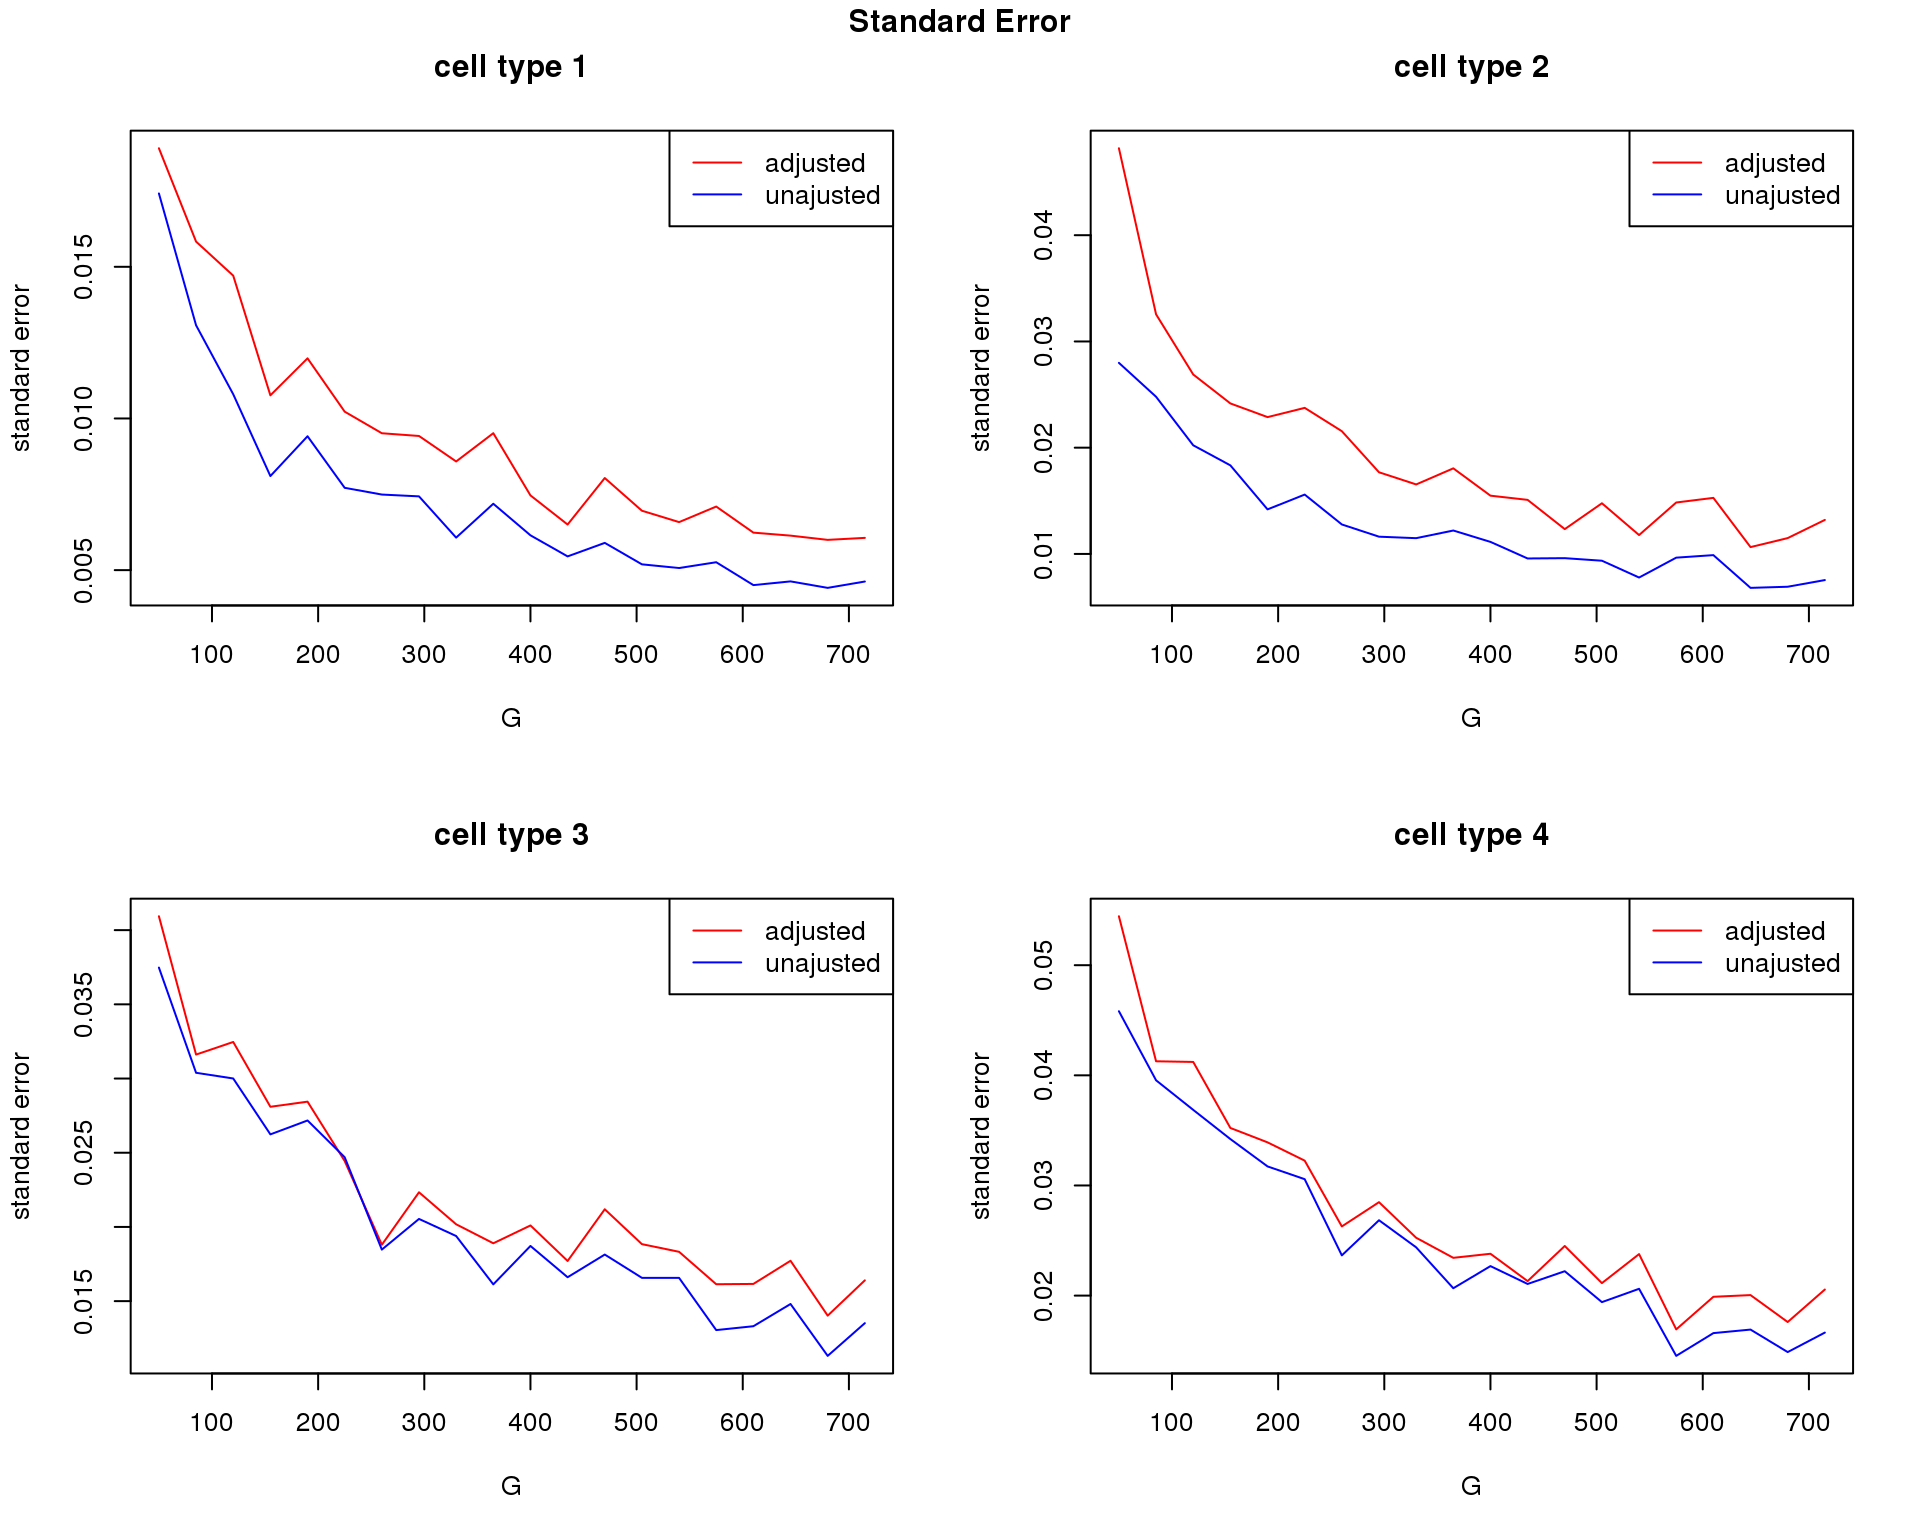 Standard Error
cell type 1
standard error
0.015
0.010
0.005
adjusted
unajusted
100 200 300 400 500 600 700
G
cell type 2
standard error
0.04
0.03
0.02
0.01
adjusted
unajusted
100 200 300 400 500 600 700
G
cell type 3
standard error
0.035
0.025
0.015
adjusted
unajusted
100 200 300 400 500 600 700
G
cell type 4
standard error
0.05
0.04
0.03
0.02
adjusted
unajusted
100 200 300 400 500 600 700
G